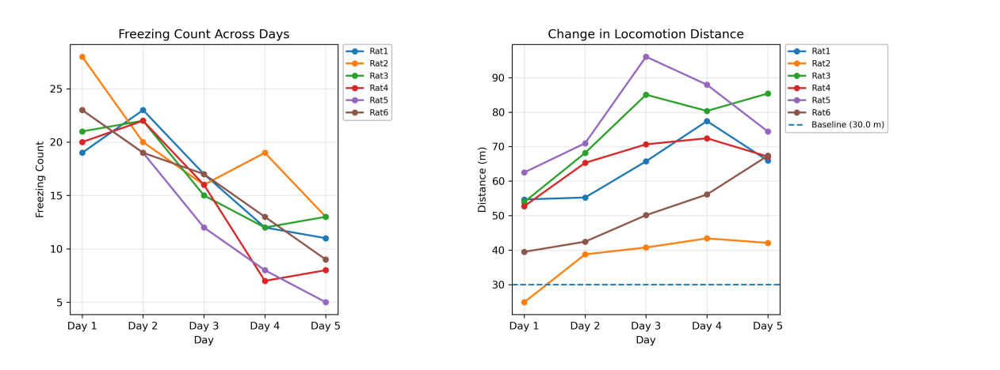 Freezing Count Across Days
Freezing Count
25
20
15
10
5
Day 1 Day 2 Day 3 Day 4 Day 5
Day
Rat1
Rat2
Rat3
Rat4
Rat5
Rat6
Change in Locomotion Distance
Distance (m)
90
80
70
60
50
40
30
Day 1 Day 2 Day 3 Day 4 Day 5
Day
Rat1
Rat2
Rat3
Rat4
Rat5
Rat6
Baseline (30.0 m)